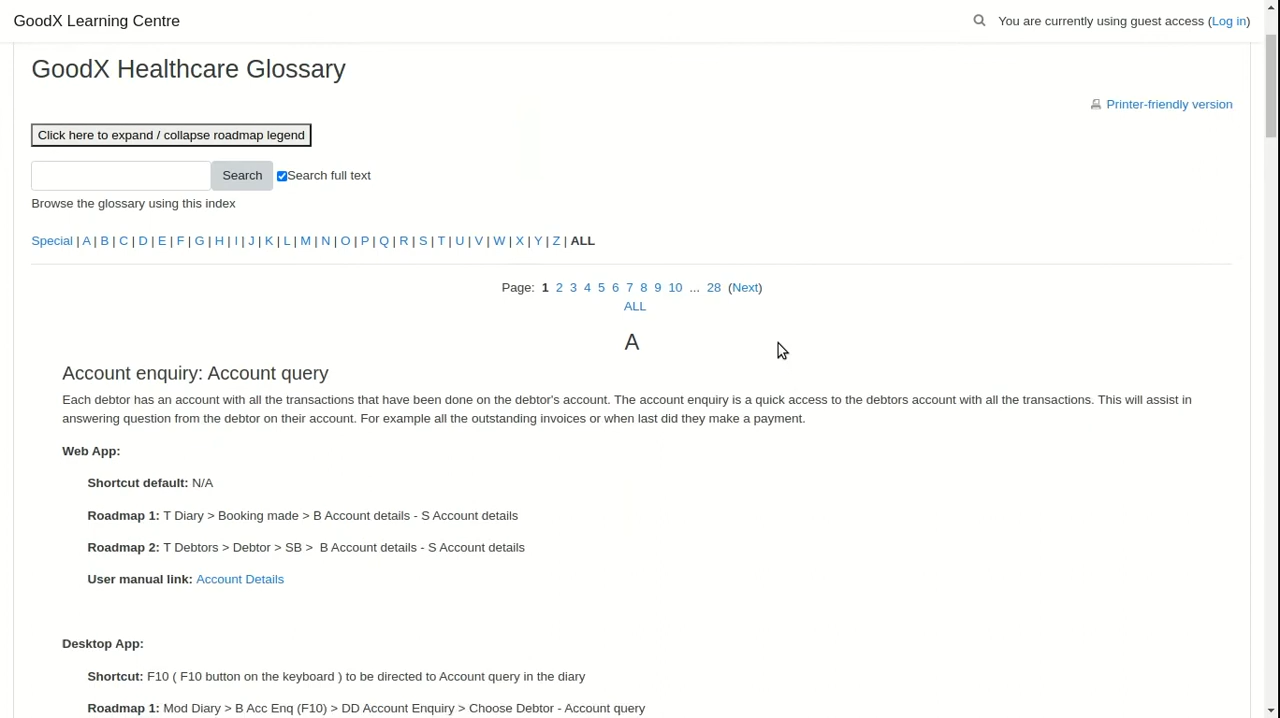 GoodX Learning Centre
You are currently using guest access (Log in)
GoodX Healthcare Glossary
Printer-friendly version
Click here to expand / collapse roadmap legend
Search
Search full text
Browse the glossary using this index
Special | A | B | C | D | E | F | G | H | I | J | K | L | M | N | O | P | Q | R | S | T | U | V | W | X | Y | Z | ALL
Page: 1 2 3 4 5 6 7 8 9 10 ... 28 (Next)
ALL
A
Account enquiry: Account query
Each debtor has an account with all the transactions that have been done on the debtor's account. The account enquiry is a quick access to the debtors account with all the transactions. This will assist in
answering question from the debtor on their account. For example all the outstanding invoices or when last did they make a payment.
Web App:
Shortcut default: N/A
Roadmap 1: T Diary > Booking made > B Account details - S Account details
Roadmap 2: T Debtors > Debtor > SB > B Account details - S Account details
User manual link: Account Details
Desktop App:
Shortcut: F10 ( F10 button on the keyboard ) to be directed to Account query in the diary
Roadmap 1: Mod Diary > B Acc Enq (F10) > DD Account Enquiry > Choose Debtor - Account query